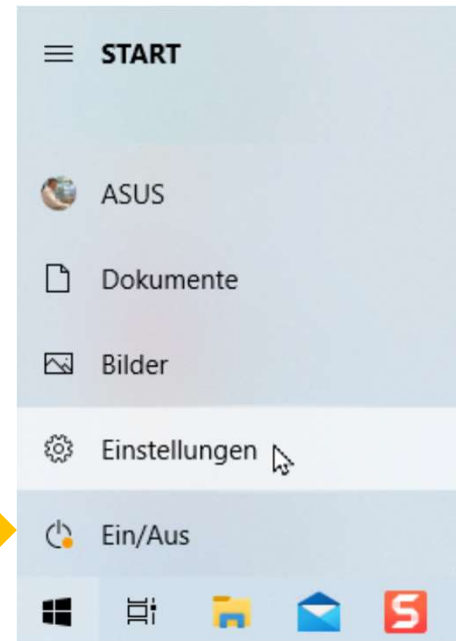 START
ASUS
Dokumente
Bilder
Einstellungen
Ein/Aus
S